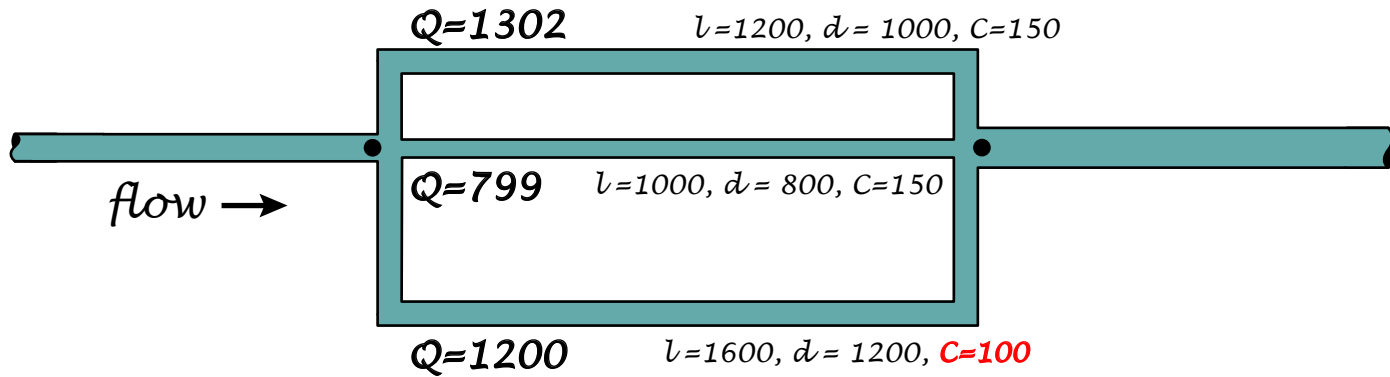 Q=1302 l=1200, d= 1000, C=150
Q=799 l=1000, d= 800, C=150
flow
Q=1200 l=1600, d= 1200, C=100